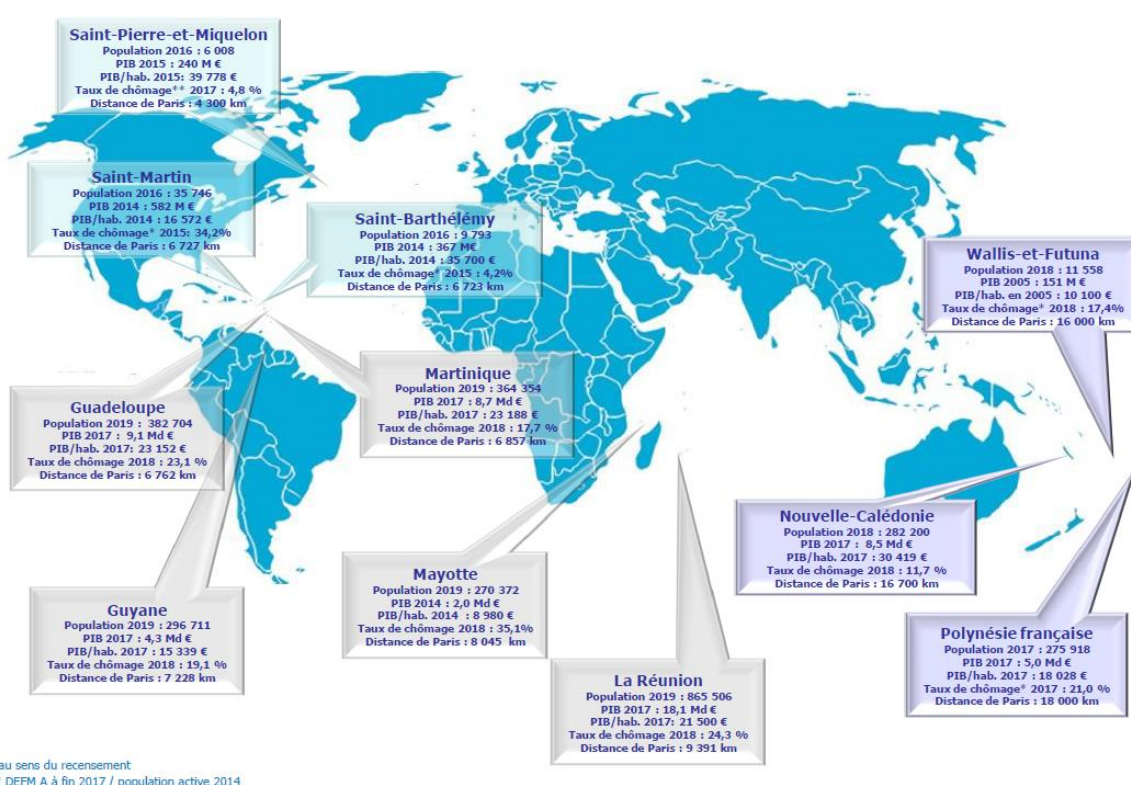 Saint-Pierre-et-Miquelon
Population 2016 : 6 008
PIB 2015 : 240 M €
PIB/hab. 2015: 39 778 €
Taux de chômage** 2017 : 4,8 %
Distance de Paris : 4 300 km
Saint-Martin
Population 2016 : 35 746
PIB 2014 : 582 M €
PIB/hab. 2014 : 16 572 €
Taux de chômage* 2015: 34,2%
Distance de Paris : 6 727 km
Saint-Barthélémy
Population 2016 : 9 793
PIB 2014 : 367 M€
PIB/hab. 2014 : 35 700 €
Taux de chômage* 2015 : 4,2%
Distance de Paris : 6 723 km
Wallis-et-Futuna
Population 2018 : 11 558
PIB 2005 : 151 M €
PIB/hab. en 2005 : 10 100 €
Taux de chômage* 2018 : 17,4%
Distance de Paris : 16 000 km
Martinique
Population 2019 : 364 354
PIB 2017 : 8,7 Md €
PIB/hab. 2017 : 23 188 €
Taux de chômage 2018 : 17,7 %
Distance de Paris : 6 857 km
Guadeloupe
Population 2019 : 382 704
PIB 2017 : 9,1 Md €
PIB/hab. 2017: 23 152 €
Taux de chômage 2018 : 23,1 %
Distance de Paris : 6 762 km
Nouvelle-Calédonie
Population 2018 : 282 200
PIB 2017 : 8,5 Md €
PIB/hab. 2017 : 30 419 €
Taux de chômage 2018 : 11,7 %
Distance de Paris : 16 700 km
Mayotte
Population 2019 : 270 372
PIB 2014 : 2,0 Md €
PIB/hab. 2014 : 8 980 €
Taux de chômage 2018 : 35,1%
Distance de Paris : 8 045 km
Guyane
Population 2019 : 296 711
PIB 2017 : 4,3 Md €
PIB/hab. 2017 : 15 339 €
Taux de chômage 2018 : 19,1 %
Distance de Paris : 7 228 km
Polynésie française
Population 2017 : 275 918
PIB 2017 : 5,0 Md €
PIB/hab. 2017 : 18 028 €
Taux de chômage* 2017 : 21,0 %
Distance de Paris : 18 000 km
La Réunion
Population 2019 : 865 506
PIB 2017 : 18,1 Md €
PIB/hab. 2017: 21 500 €
Taux de chômage 2018 : 24,3 %
Distance de Paris : 9 391 km
au sens du recensement
* DEFM A à fin 2017 / population active 2014